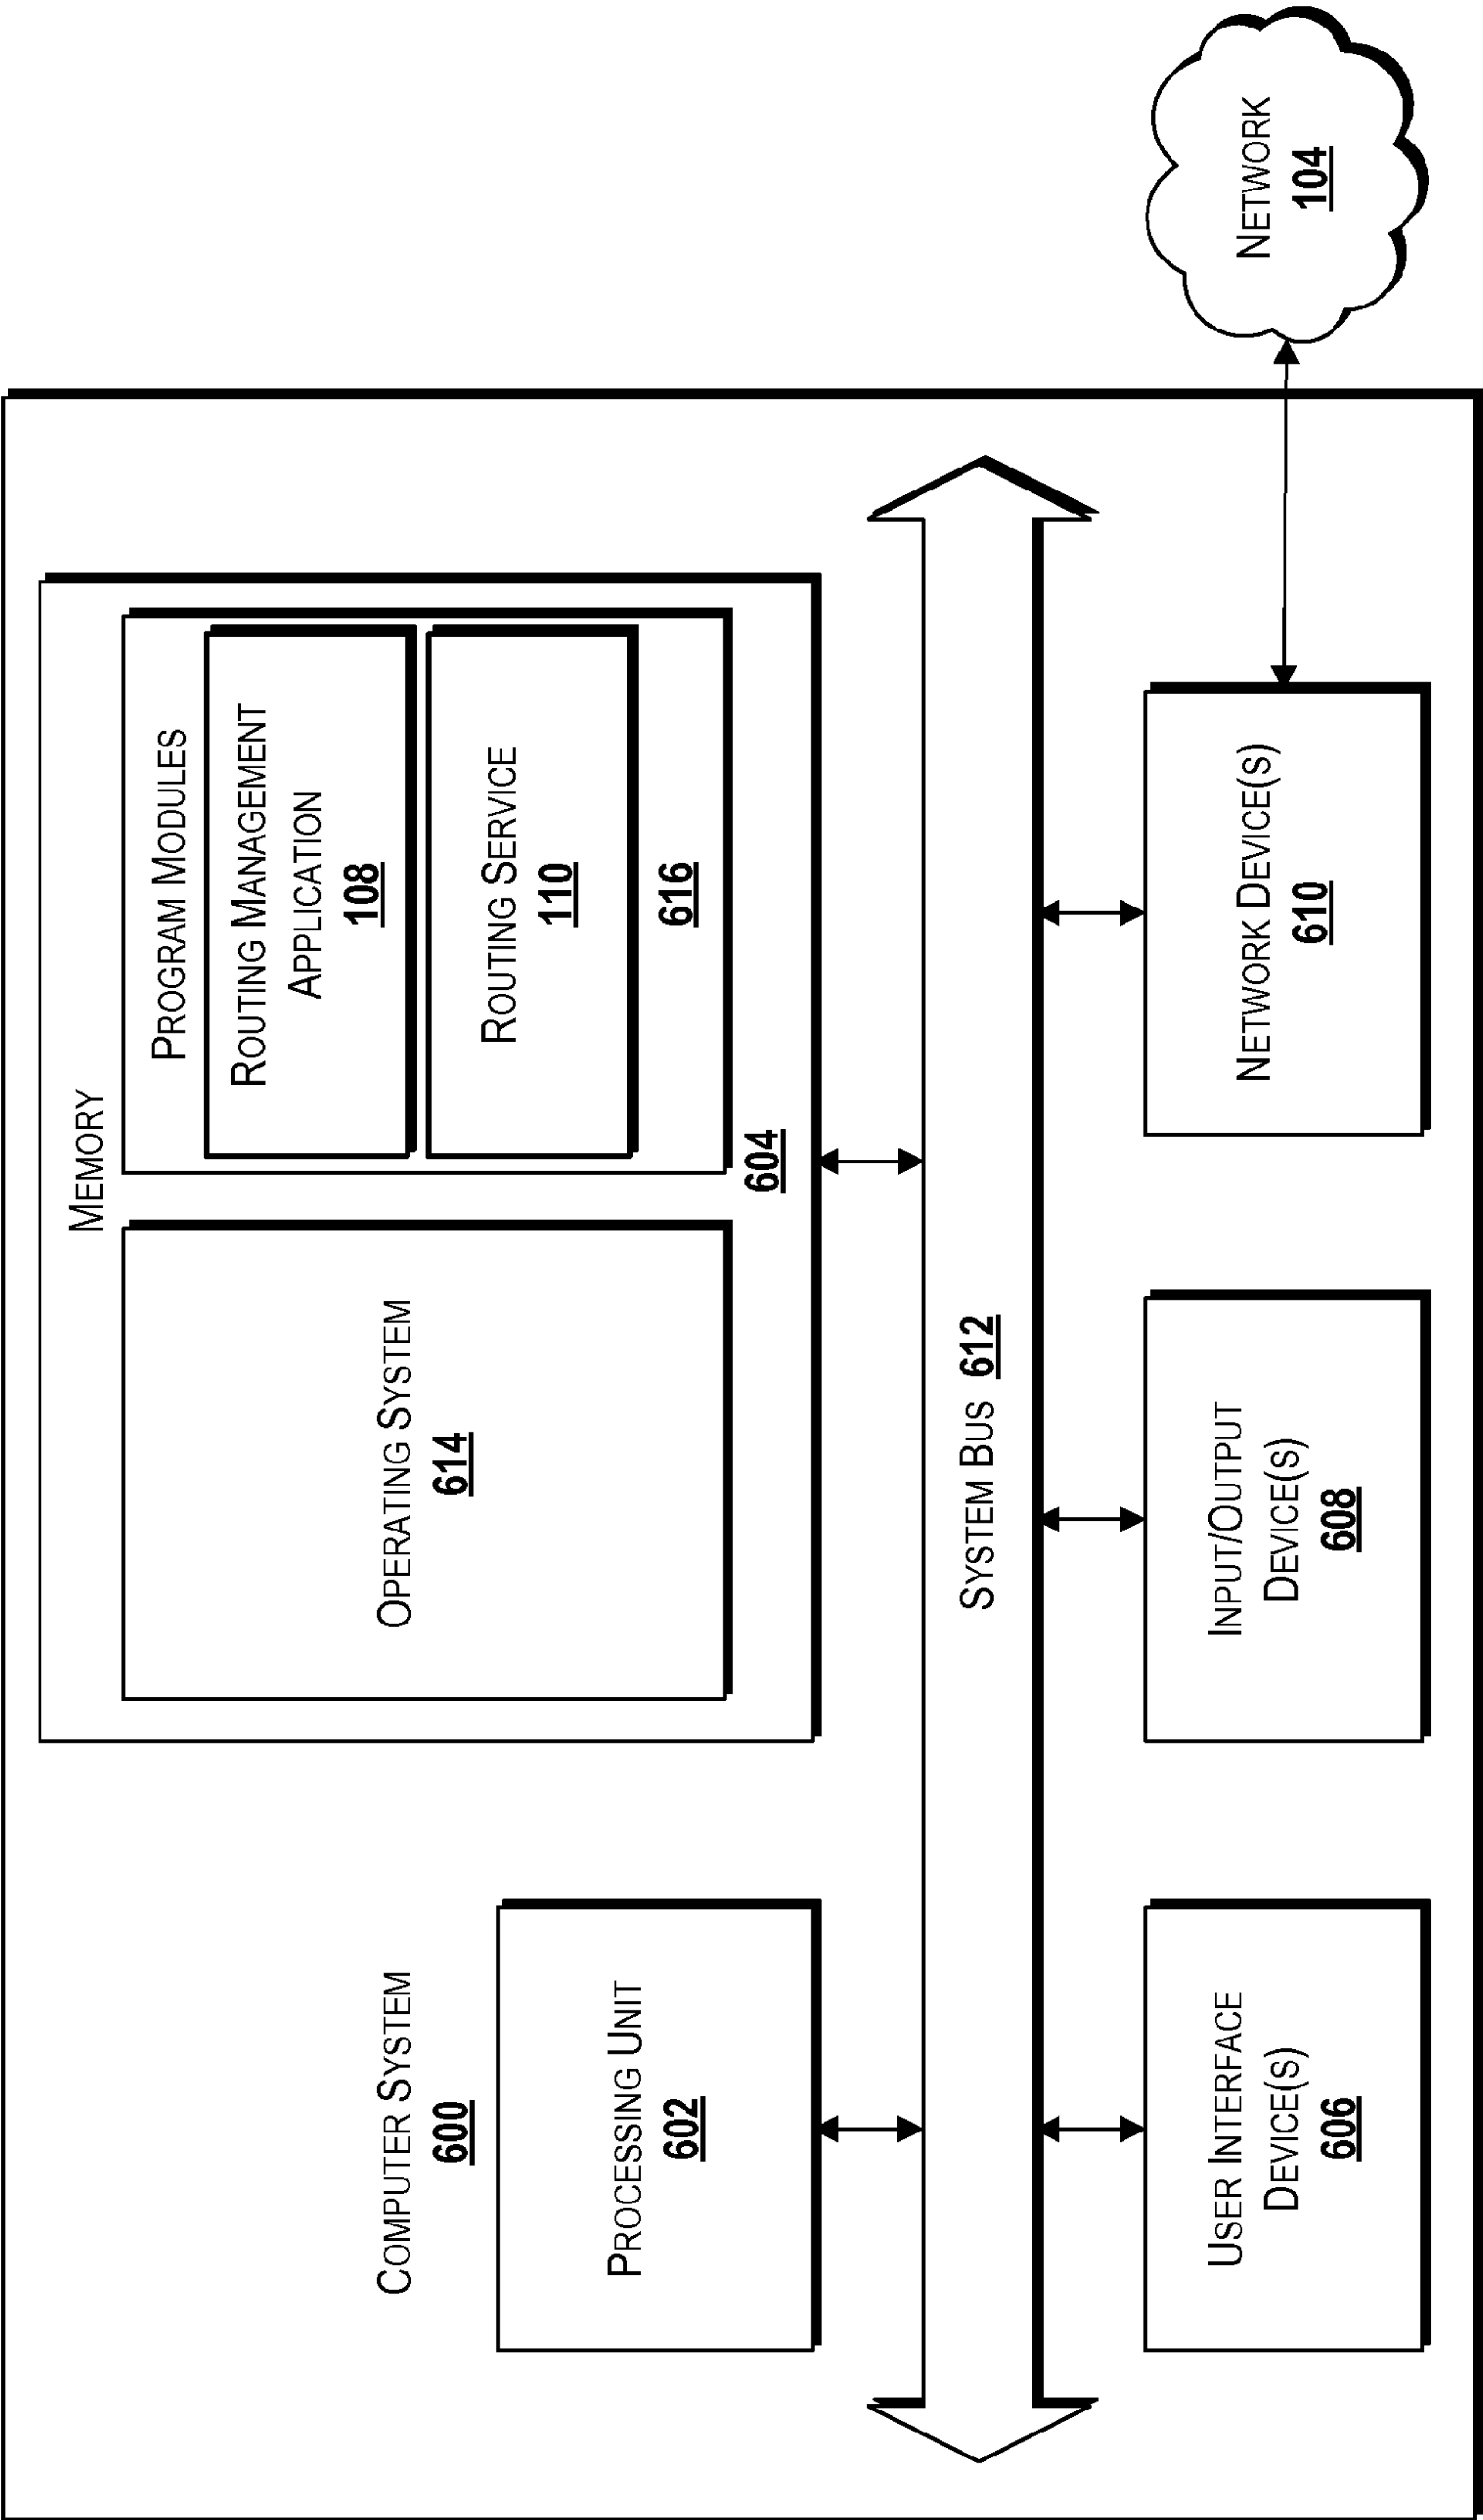 COMPUTER SYSTEM
600
PROCESSING UNIT
602
MEMORY
OPERATING SYSTEM
614
PROGRAM MODULES
ROUTING MANAGEMENT
APPLICATION
108
ROUTING SERVICE
110
616
604
SYSTEM BUS 612
USER INTERFACE
DEVICE(S)
606
INPUT/OUTPUT
DEVICE(S)
608
NETWORK DEVICE(S)
610
NETWORK
104